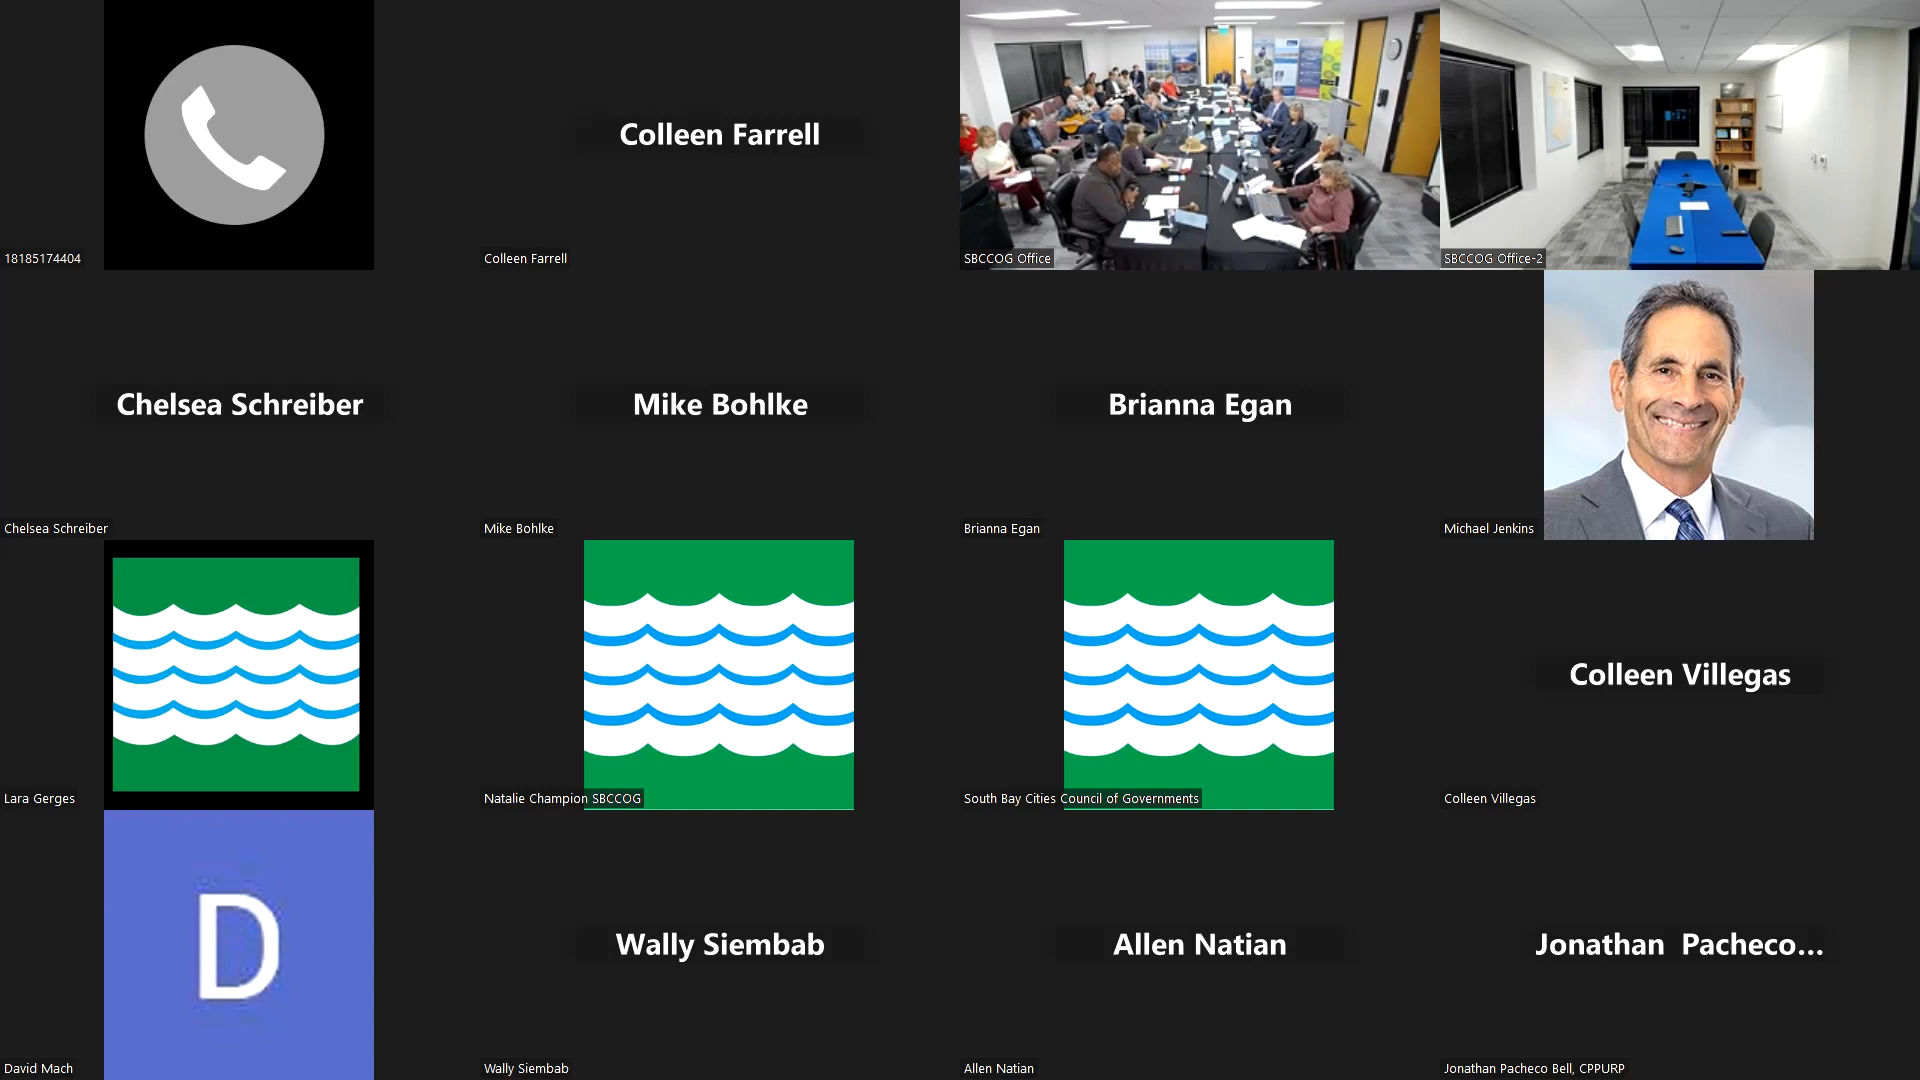 18185174404
Colleen Farrell
Colleen Farrell
SBCCOG Office
SBCCOG Office-2
Chelsea Schreiber
Chelsea Schreiber
Mike Bohlke
Mike Bohlke
Brianna Egan
Brianna Egan
Michael Jenkins
Lara Gerges
Natalie Champion SBCCOG
South Bay Cities Council of Governments
Colleen Villegas
Colleen Villegas
D
David Mach
Wally Siembab
Wally Siembab
Allen Natian
Allen Natian
Jonathan Pacheco...
Jonathan Pacheco Bell, CPPURP